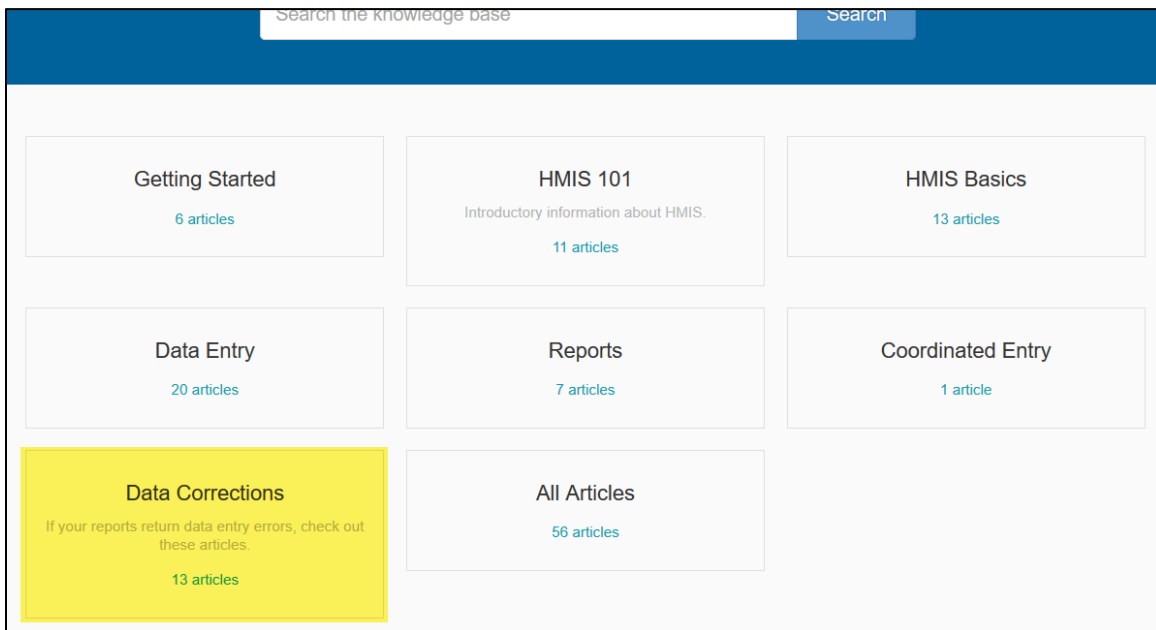 Search the knowledge base
Search
Getting Started
6 articles
HMIS 101
Introductory information about HMIS.
11 articles
HMIS Basics
13 articles
Data Entry
20 articles
Reports
7 articles
Coordinated Entry
1 article
Data Corrections
If your reports return data entry errors, check out
these articles.
13 articles
All Articles
56 articles